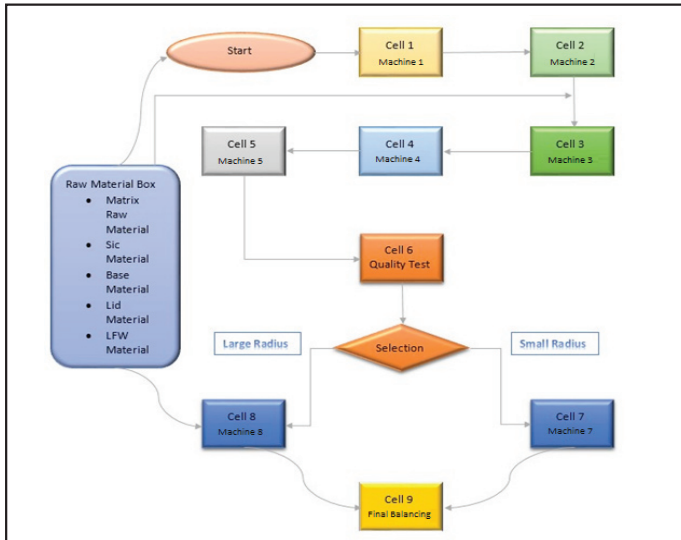 Start
Cell 1
Machine 1
Cell 2
Machine 2
Cell 5
Machine 5
Cell 4
Machine 4
Cell 3
Machine 3
Raw Material Box
• Matrix
Raw
Material
• Sic
Material
• Base
Material
• Lid
Material
• LFW
Material
Cell 6
Quality Test
Large Radius
Selection
Small Radius
Cell 8
Machine 8
Cell 7
Machine 7
Cell 9
Final Balancing